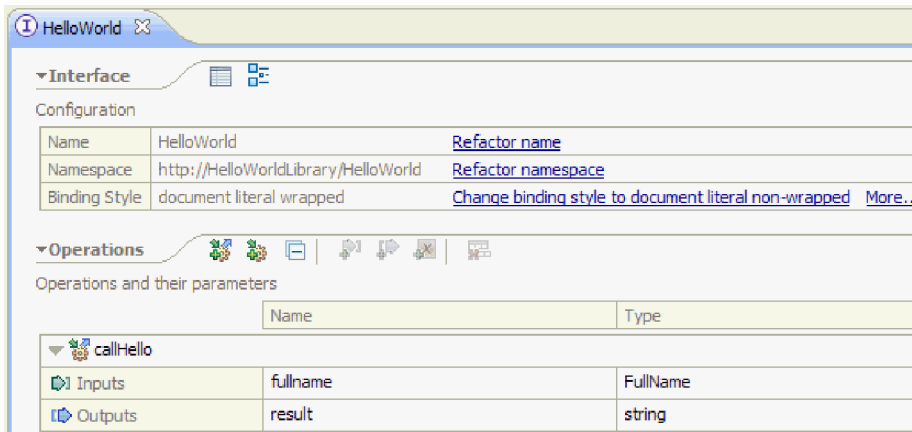 HelloWorld
Interface
Configuration
Name HelloWorld Refactor name
Namespace http://HelloWorldLibrary/HelloWorld Refactor namespace
Binding Style document literal wrapped Change binding style to document literal non-wrapped More..
Operations
Operations and their parameters
Name Type
callHello
Inputs fullname FullName
Outputs result string